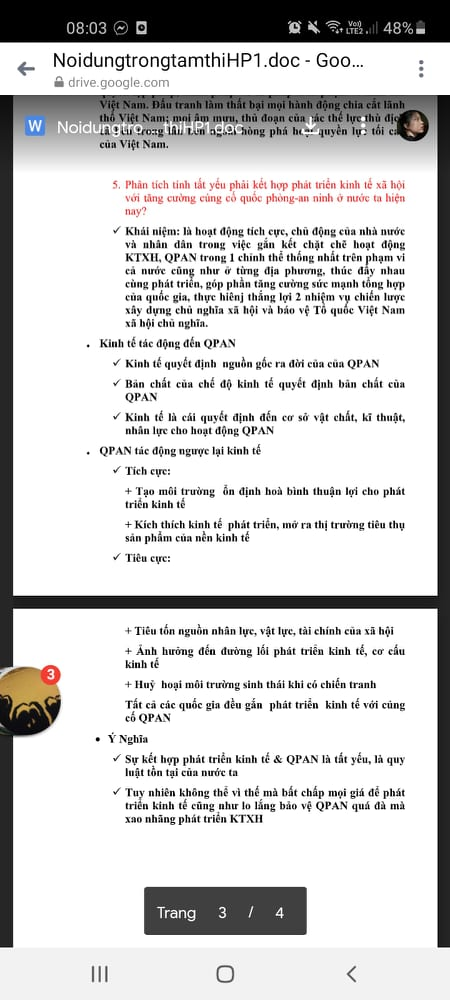 08:03
48%
NoidungtrongtamthiHP1.doc - Goo...
drive.google.com
Việt Nam. Đấu tranh làm thất bại mọi hành động chia cắt lãnh
thổ Việt Nam; mọi âm mưu, thủ đoạn của các thế lực thù địch
W Noidungtro...thiHP1.doc
của Việt Nam.
5. Phân tích tính tất yếu phải kết hợp phát triển kinh tế xã hội
với tăng cường củng cố quốc phòng-an ninh ở nước ta hiện
nay?
✓ Khái niệm: là hoạt động tích cực, chủ động của nhà nước
và nhân dân trong việc gắn kết chặt chẽ hoạt động
KTXH, QPAN trong 1 chỉnh thể thống nhất trên phạm vi
cả nước cũng như ở từng địa phương, thúc đẩy nhau
cùng phát triển, góp phần tăng cường sức mạnh tổng hợp
của quốc gia, thực hiênj thắng lợi 2 nhiệm vụ chiến lược
xây dựng chủ nghĩa xã hội và bảo vệ Tổ quốc Việt Nam
xã hội chủ nghĩa.
. Kinh tế tác động đến QPAN
✓ Kinh tế quyết định nguồn gốc ra đời của của QPAN
✓ Bản chất của chế độ kinh tế quyết định bản chất của
QPAN
✓ Kinh tế là cái quyết định đến cơ sở vật chất, kĩ thuật,
nhân lực cho hoạt động QPAN
. QPAN tác động ngược lại kinh tế
✓ Tích cực:
+ Tạo môi trường ổn định hoà bình thuận lợi cho phát
triển kinh tế
+ Kích thích kinh tế phát triển, mở ra thị trường tiêu thụ
sản phẩm của nền kinh tế
✓ Tiêu cực:
+ Tiêu tốn nguồn nhân lực, vật lực, tài chính của xã hội
+ Ảnh hưởng đến đường lối phát triển kinh tế, cơ cấu
kinh tế
3
+ Huỷ hoại môi trường sinh thái khi có chiến tranh
Tất cả các quốc gia đều gắn phát triển kinh tế với củng
cố QPAN
• Ý Nghĩa
✓ Sự kết hợp phát triển kinh tế & QPAN là tất yếu, là quy
luật tồn tại của nước ta
✓ Tuy nhiên không thể vì thế mà bất chấp mọi giá để phát
triển kinh tế cũng như lo lắng bảo vệ QPAN quá đà mà
xao nhãng phát triển KTXH
Trang 3 / 4